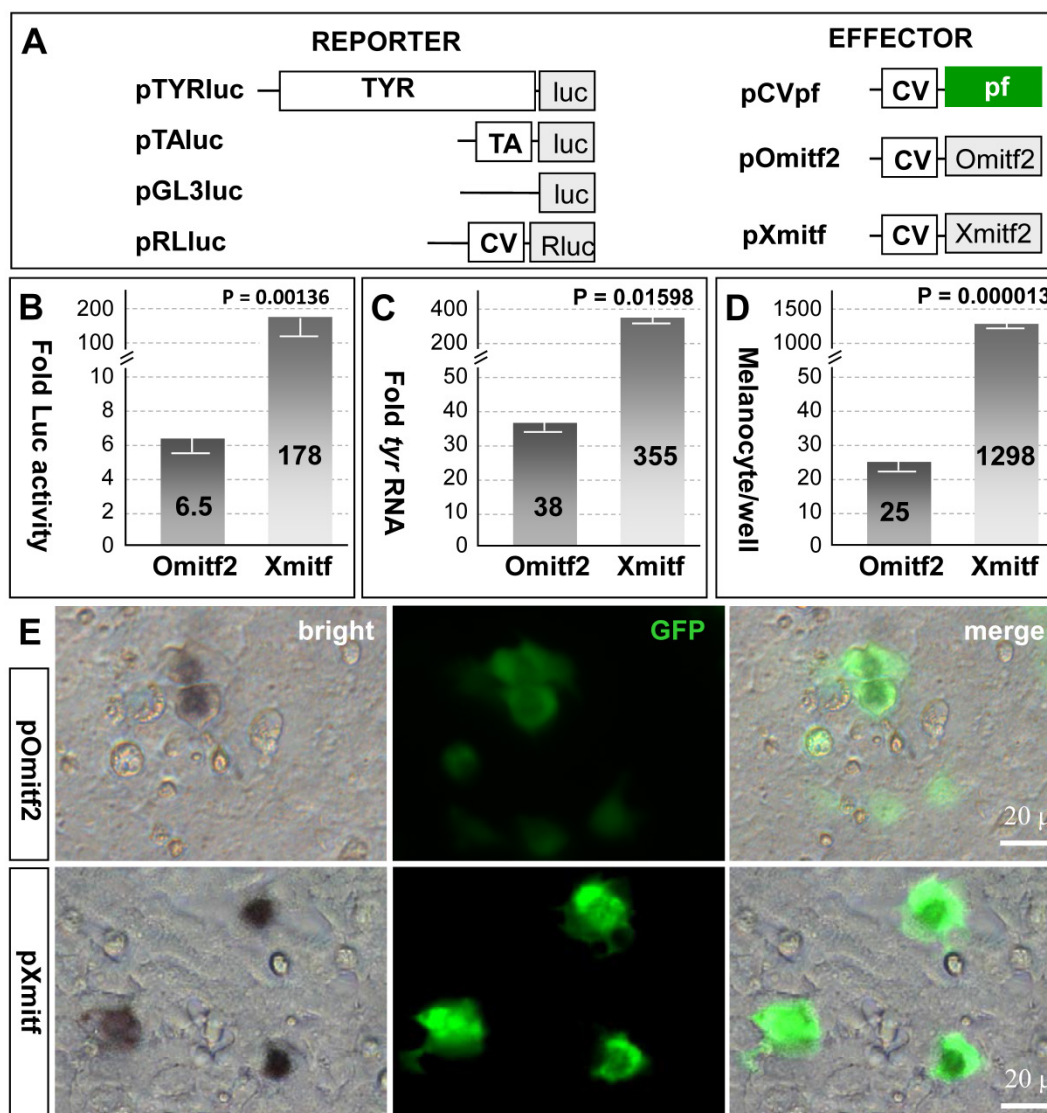 A
REPORTER
EFFECTOR
pTYRluc TYR luc
pTAluc TA luc
pGL3luc luc
pRLluc CV Rluc
pCVpf CV pf
pOmitf2 CV Omitf2
pXmitf CV Xmitf2
B
P = 0.00136
Fold Luc activity
200
100
10
8
6
4
2
0
6.5
178
Omitf2 Xmitf
C
P = 0.01598
Fold tyr RNA
400
200
50
40
30
20
10
0
38
355
Omitf2 Xmitf
D
P = 0.000013
Melanocyte/well
1500
1000
50
40
30
20
10
0
25
1298
Omitf2 Xmitf
E
bright GFP merge
pOmitf2
20 µ
pXmitf
20 µ